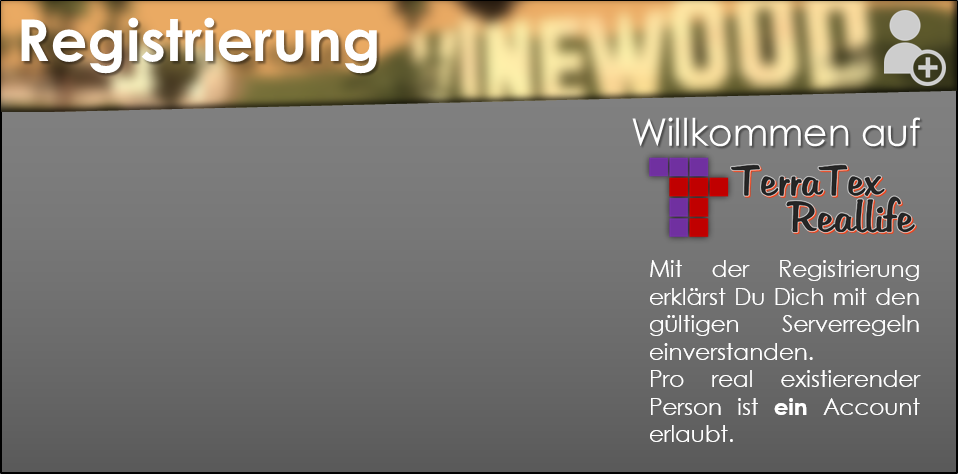 Registrierung
VINEWOOD
Willkommen auf
TerraTex
Reallife
Mit der Registrierung
erklärst Du Dich mit den
gültigen Serverregeln
einverstanden.
Pro real existierender
Person ist ein Account
erlaubt.